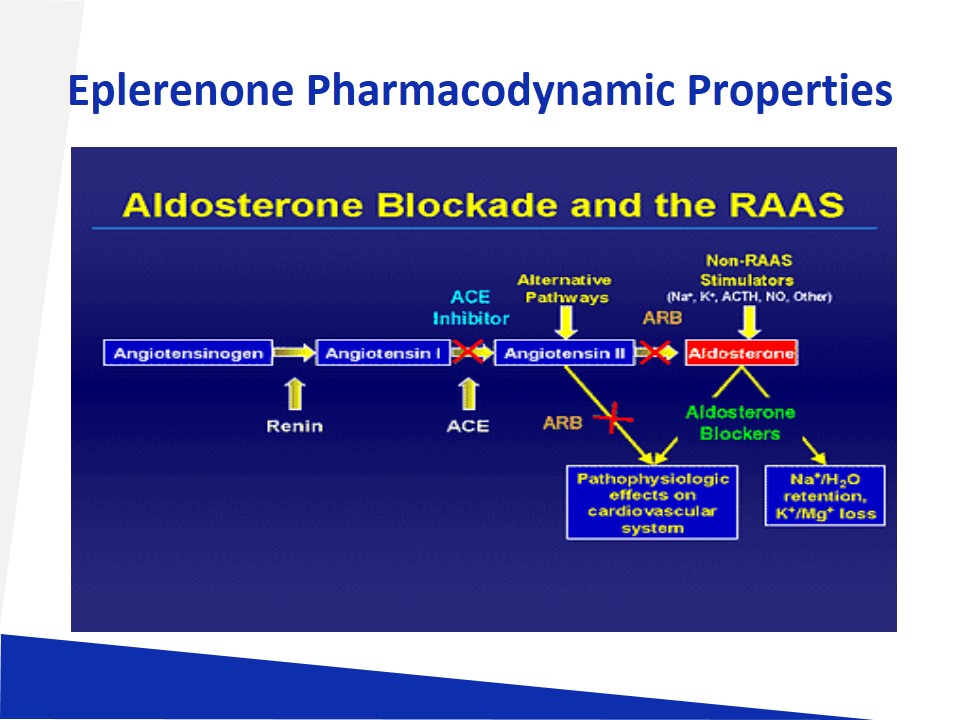 Eplerenone Pharmacodynamic Properties
Aldosterone Blockade and the RAAS
Non-RAAS
Stimulators
(Na⁺, K⁺, ACTH, NO, Other)
Alternative
Pathways
ACE
Inhibitor
ARB
Angiotensinogen
Angiotensin I
Angiotensin II
Aldosterone
Renin
ACE
ARB
Aldosterone
Blockers
Pathophysiologic
effects on
cardiovascular
system
Na⁺/H₂O
retention,
K⁺/Mg⁺ loss